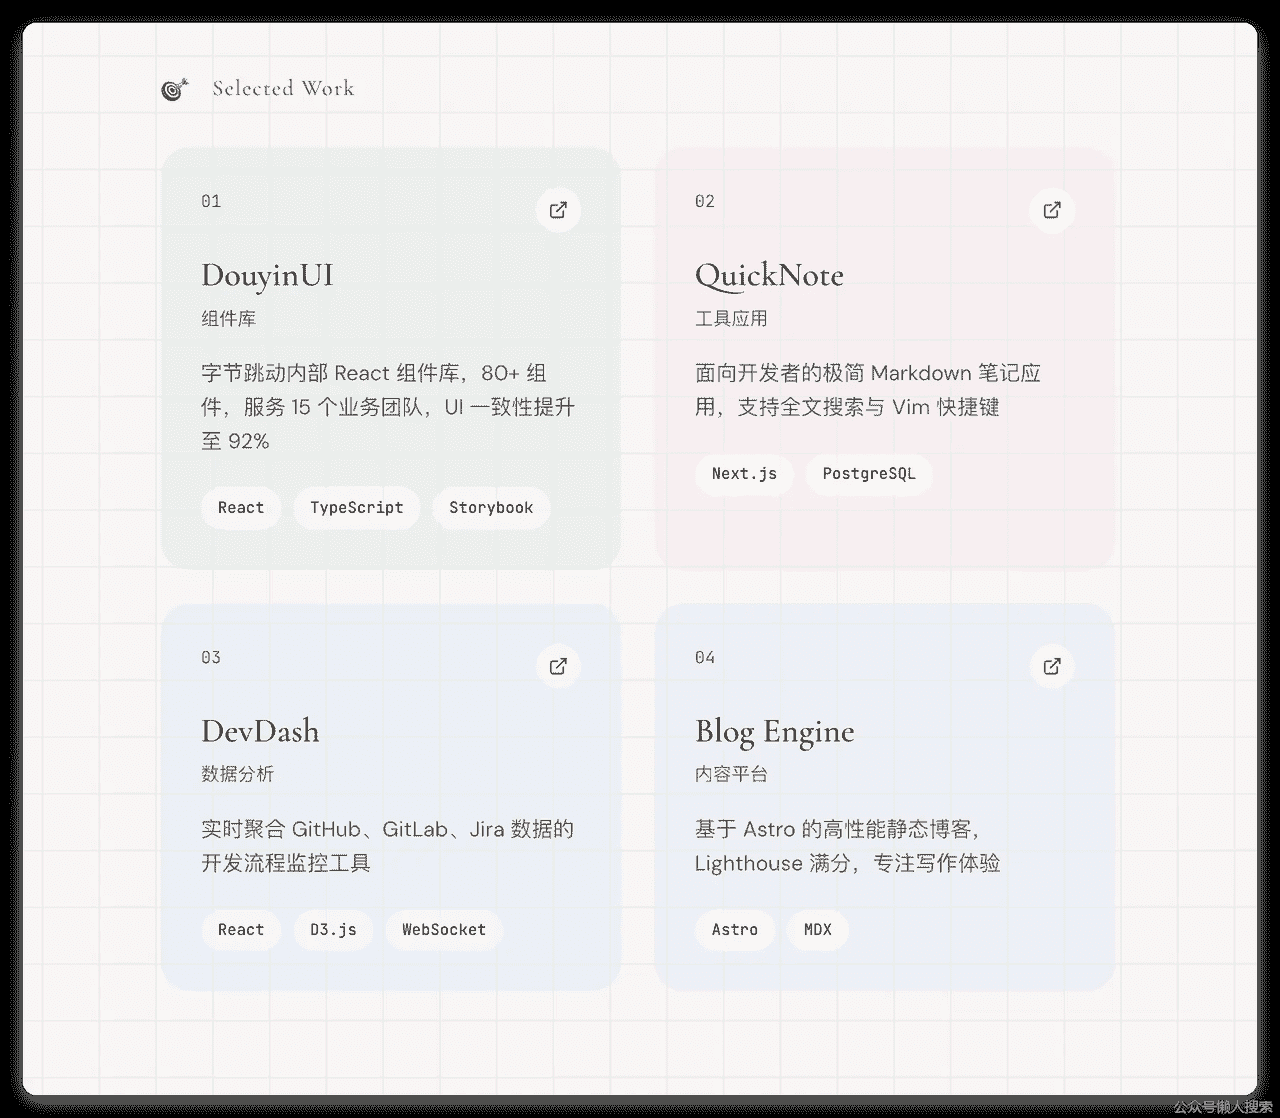 Selected Work
01
DouyinUI
组件库
字节跳动内部 React 组件库，80+ 组
件，服务 15 个业务团队，UI 一致性提升
至 92%
React TypeScript Storybook
02
QuickNote
工具应用
面向开发者的极简 Markdown 笔记应
用，支持全文搜索与 Vim 快捷键
Next.js PostgreSQL
03
DevDash
数据分析
实时聚合 GitHub、GitLab、Jira 数据的
开发流程监控工具
React D3.js WebSocket
04
Blog Engine
内容平台
基于 Astro 的高性能静态博客，
Lighthouse 满分，专注写作体验
Astro MDX
公众号懒人搜索